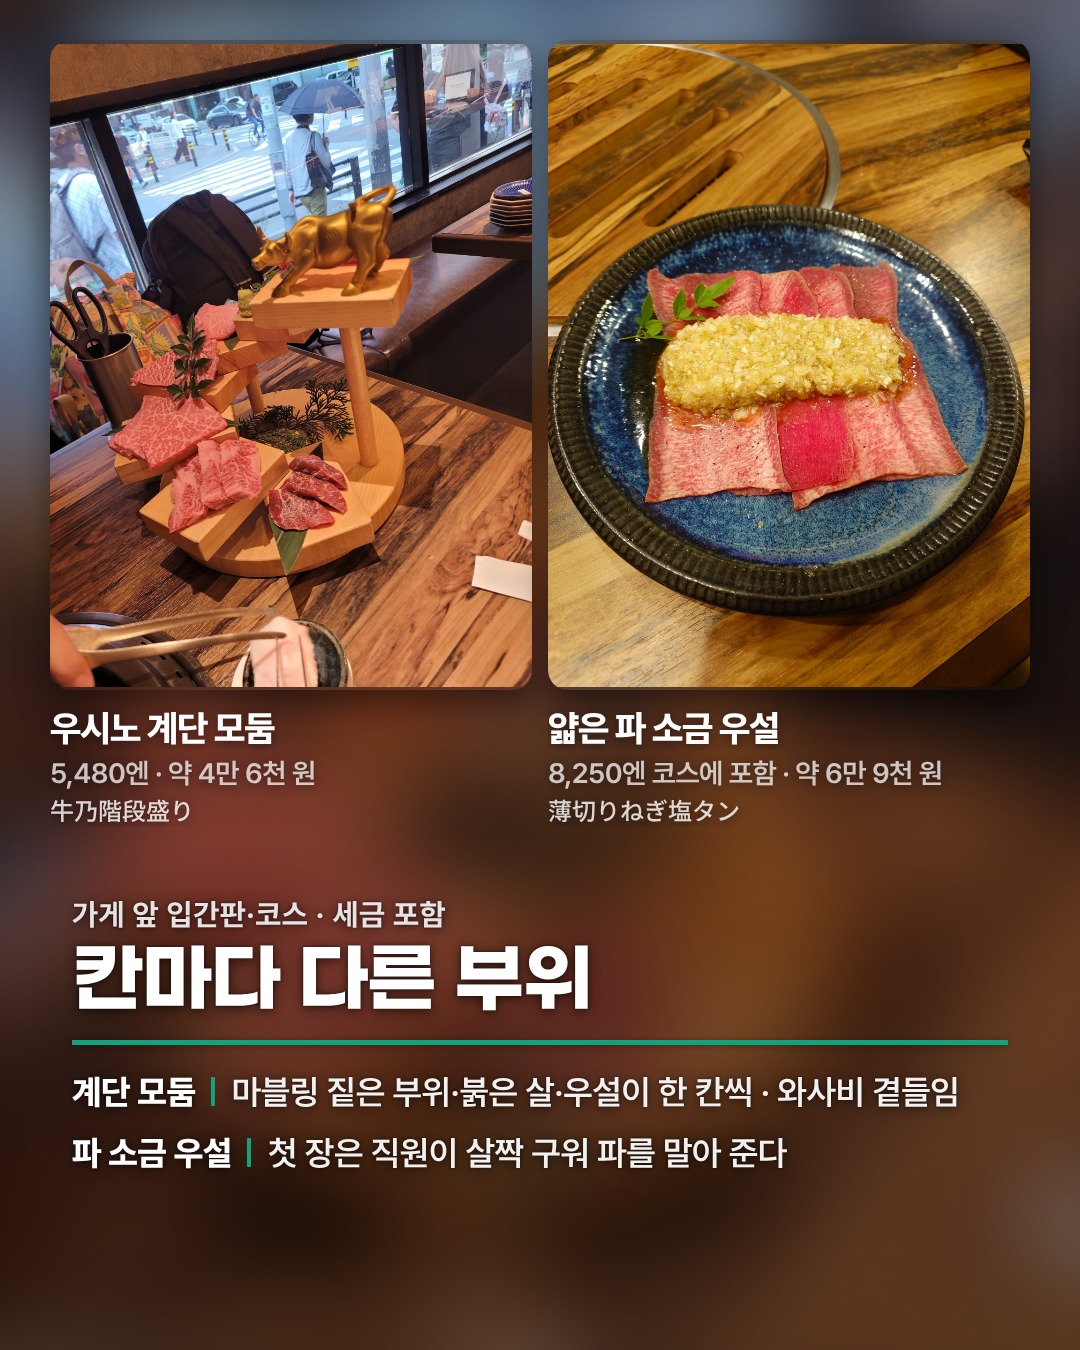 우시노 계단 모둠
5,480엔 · 약 4만 6천 원
牛乃階段盛り
얇은 파 소금 우설
8,250엔 코스에 포함 · 약 6만 9천 원
薄切りねぎ塩タン
가게 앞 입간판·코스 · 세금 포함
칸마다 다른 부위
계단 모둠 | 마블링 짙은 부위·붉은 살·우설이 한 칸씩 · 와사비 곁들임
파 소금 우설 | 첫 장은 직원이 살짝 구워 파를 말아 준다